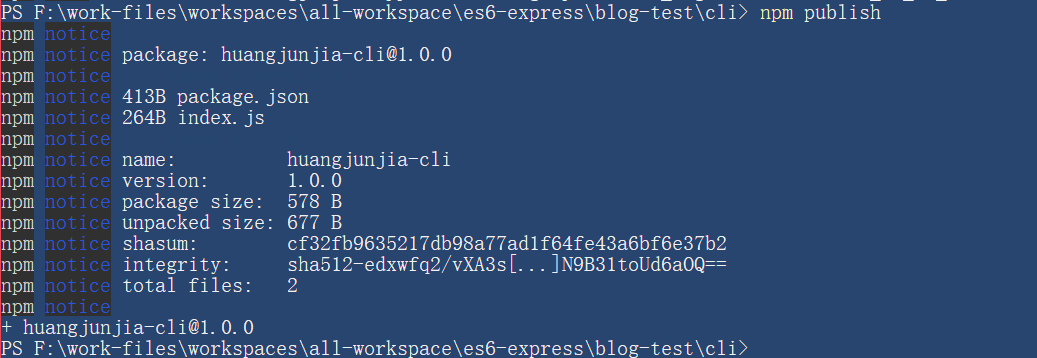 PS F:\work-files\workspaces\all-workspace\es6-express\blog-test\cli> npm publish
npm notice
npm notice package: huangjunjia-cli@1.0.0
npm notice
npm notice 413B package.json
npm notice 264B index.js
npm notice
npm notice name:          huangjunjia-cli
npm notice version:       1.0.0
npm notice package size:  578 B
npm notice unpacked size: 677 B
npm notice shasum:        cf32fb9635217db98a77ad1f64fe43a6bf6e37b2
npm notice integrity:     sha512-edxwfq2/vXA3s[...]N9B31toUd6aOQ==
npm notice total files:   2
npm notice
+ huangjunjia-cli@1.0.0
PS F:\work-files\workspaces\all-workspace\es6-express\blog-test\cli>